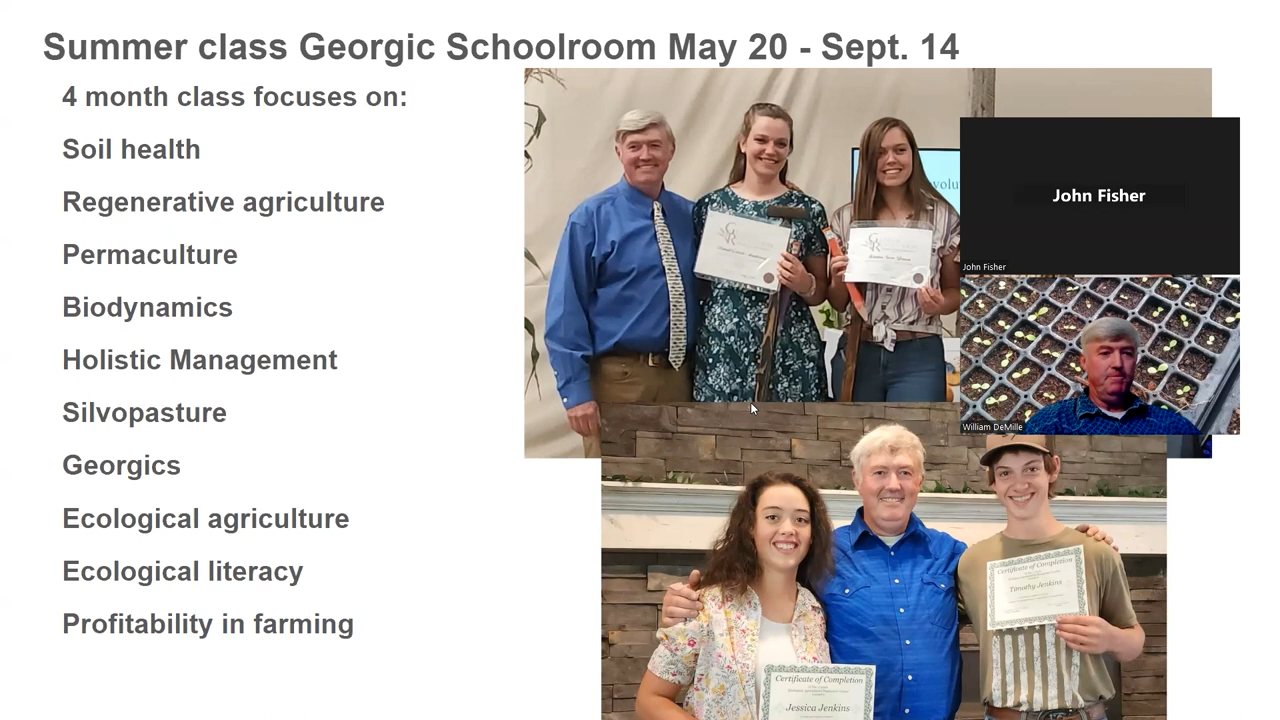 Summer class Georgic Schoolroom May 20 - Sept. 14
4 month class focuses on:
Soil health
Regenerative agriculture
Permaculture
Biodynamics
Holistic Management
Silvopasture
Georgics
Ecological agriculture
Ecological literacy
Profitability in farming
volu
John Fisher
John Fisher
William DeMille
Certificate of Completion
Timothy Jenkins
Certificate of Completion
Jessica Jenkins